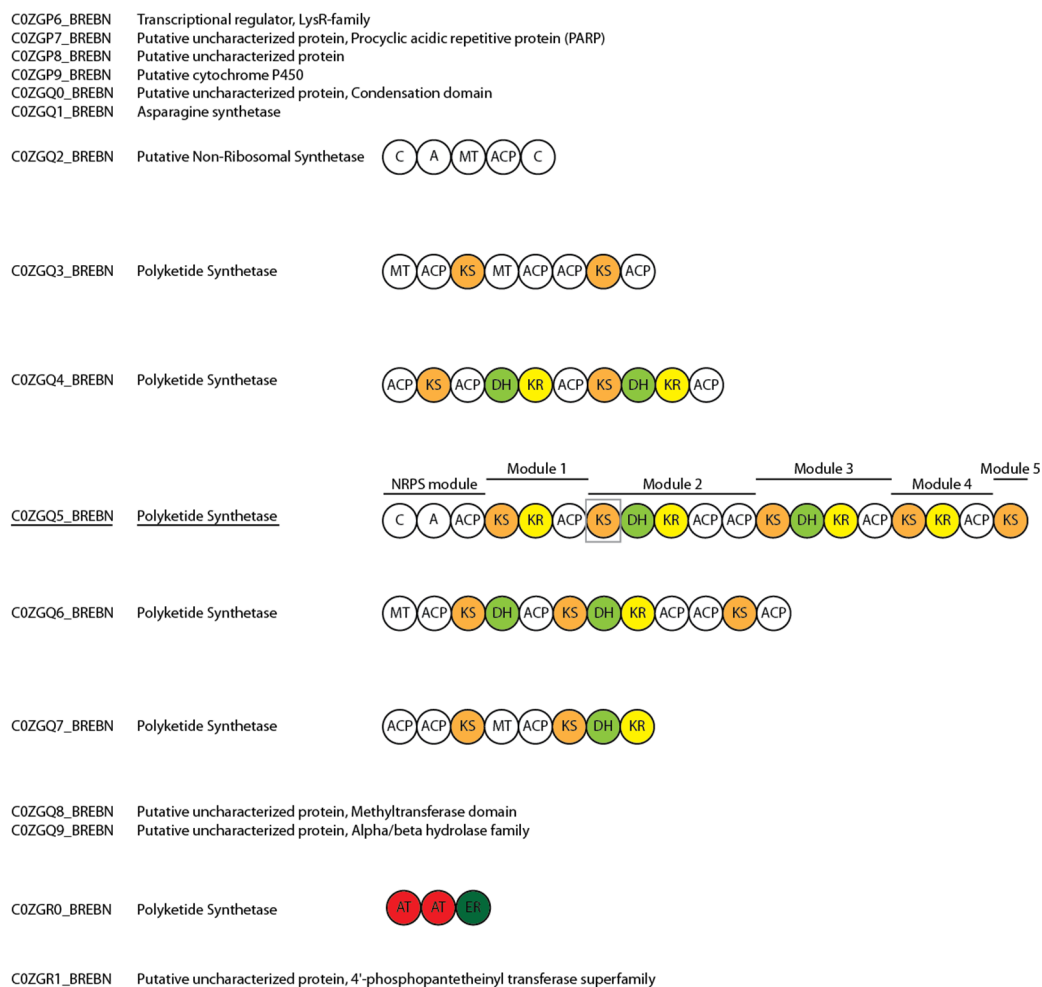 C0ZGP6_BREBN Transcriptional regulator, LysR-family
C0ZGP7_BREBN Putative uncharacterized protein, Procyclic acidic repetitive protein (PARP)
C0ZGP8_BREBN Putative uncharacterized protein
C0ZGP9_BREBN Putative cytochrome P450
C0ZGQ0_BREBN Putative uncharacterized protein, Condensation domain
C0ZGQ1_BREBN Asparagine synthetase
C0ZGQ2_BREBN Putative Non-Ribosomal Synthetase C A MT ACP C
C0ZGQ3_BREBN Polyketide Synthetase MT ACP KS MT ACP ACP KS ACP
C0ZGQ4_BREBN Polyketide Synthetase ACP KS ACP DH KR ACP KS DH KR ACP
Module 1 Module 3 Module 5
NRPS module Module 2 Module 4
C0ZGQ5_BREBN Polyketide Synthetase C A ACP KS KR ACP KS DH KR ACP ACP KS DH KR ACP KS KR ACP KS
C0ZGQ6_BREBN Polyketide Synthetase MT ACP KS DH ACP KS DH KR ACP ACP KS ACP
C0ZGQ7_BREBN Polyketide Synthetase ACP ACP KS MT ACP KS DH KR
C0ZGQ8_BREBN Putative uncharacterized protein, Methyltransferase domain
C0ZGQ9_BREBN Putative uncharacterized protein, Alpha/beta hydrolase family
C0ZGR0_BREBN Polyketide Synthetase AT AT ER
C0ZGR1_BREBN Putative uncharacterized protein, 4'-phosphopantetheinyl transferase superfamily